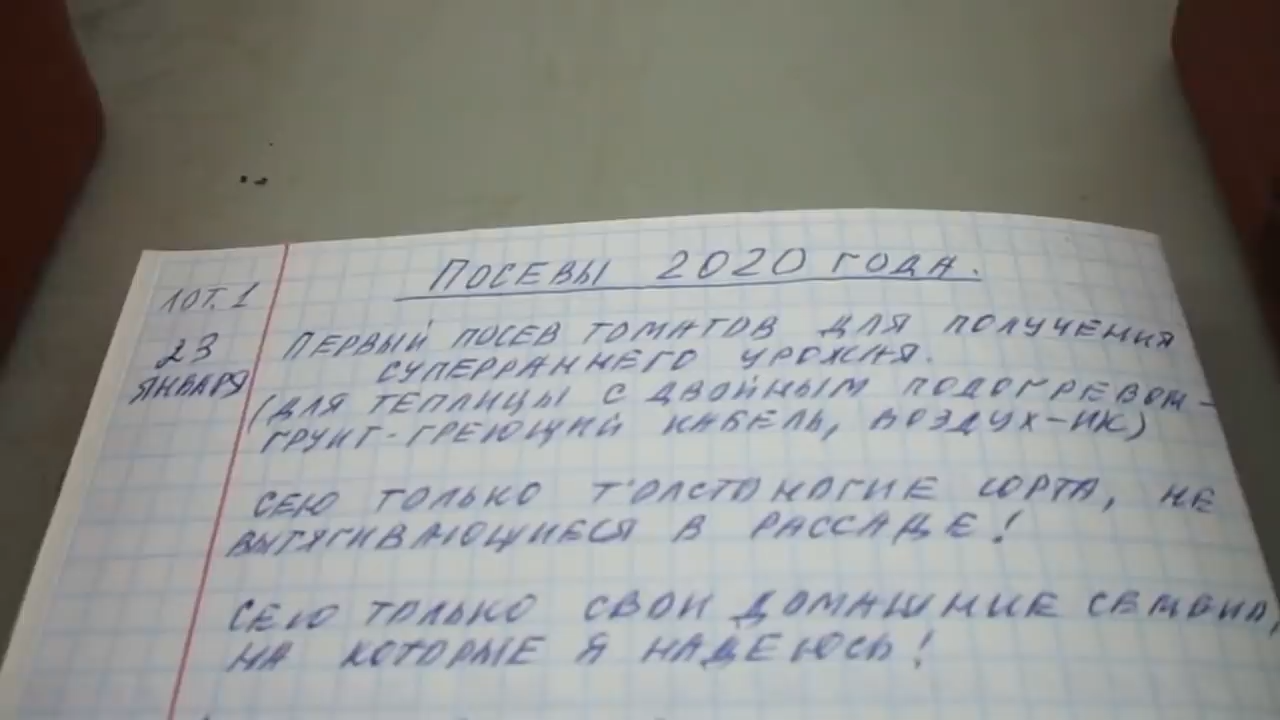 ПОСЕВЫ 2020 ГОДА.
ЛОТ.1
23
ЯНВАРЯ
ПЕРВЫЙ ПОСЕВ ТОМАТОВ ДЛЯ ПОЛУЧЕНИЯ
СУПЕРРАННЕГО УРОЖАЯ.
(ДЛЯ ТЕПЛИЦЫ С ДВОЙНЫМ ПОДОГРЕВОМ-
ГРУНТ-ГРЕЮЩИЙ КАБЕЛЬ, ВОЗДУХ-ИК)
СЕЮ ТОЛЬКО ТОЛСТОНОГИЕ СОРТА, НЕ
ВЫТЯГИВАЮЩИЕСЯ В РАССАДЕ!
СЕЮ ТОЛЬКО СВОИ ДОМАШНИЕ СЕМЕНА,
НА КОТОРЫЕ Я НАДЕЮСЬ!